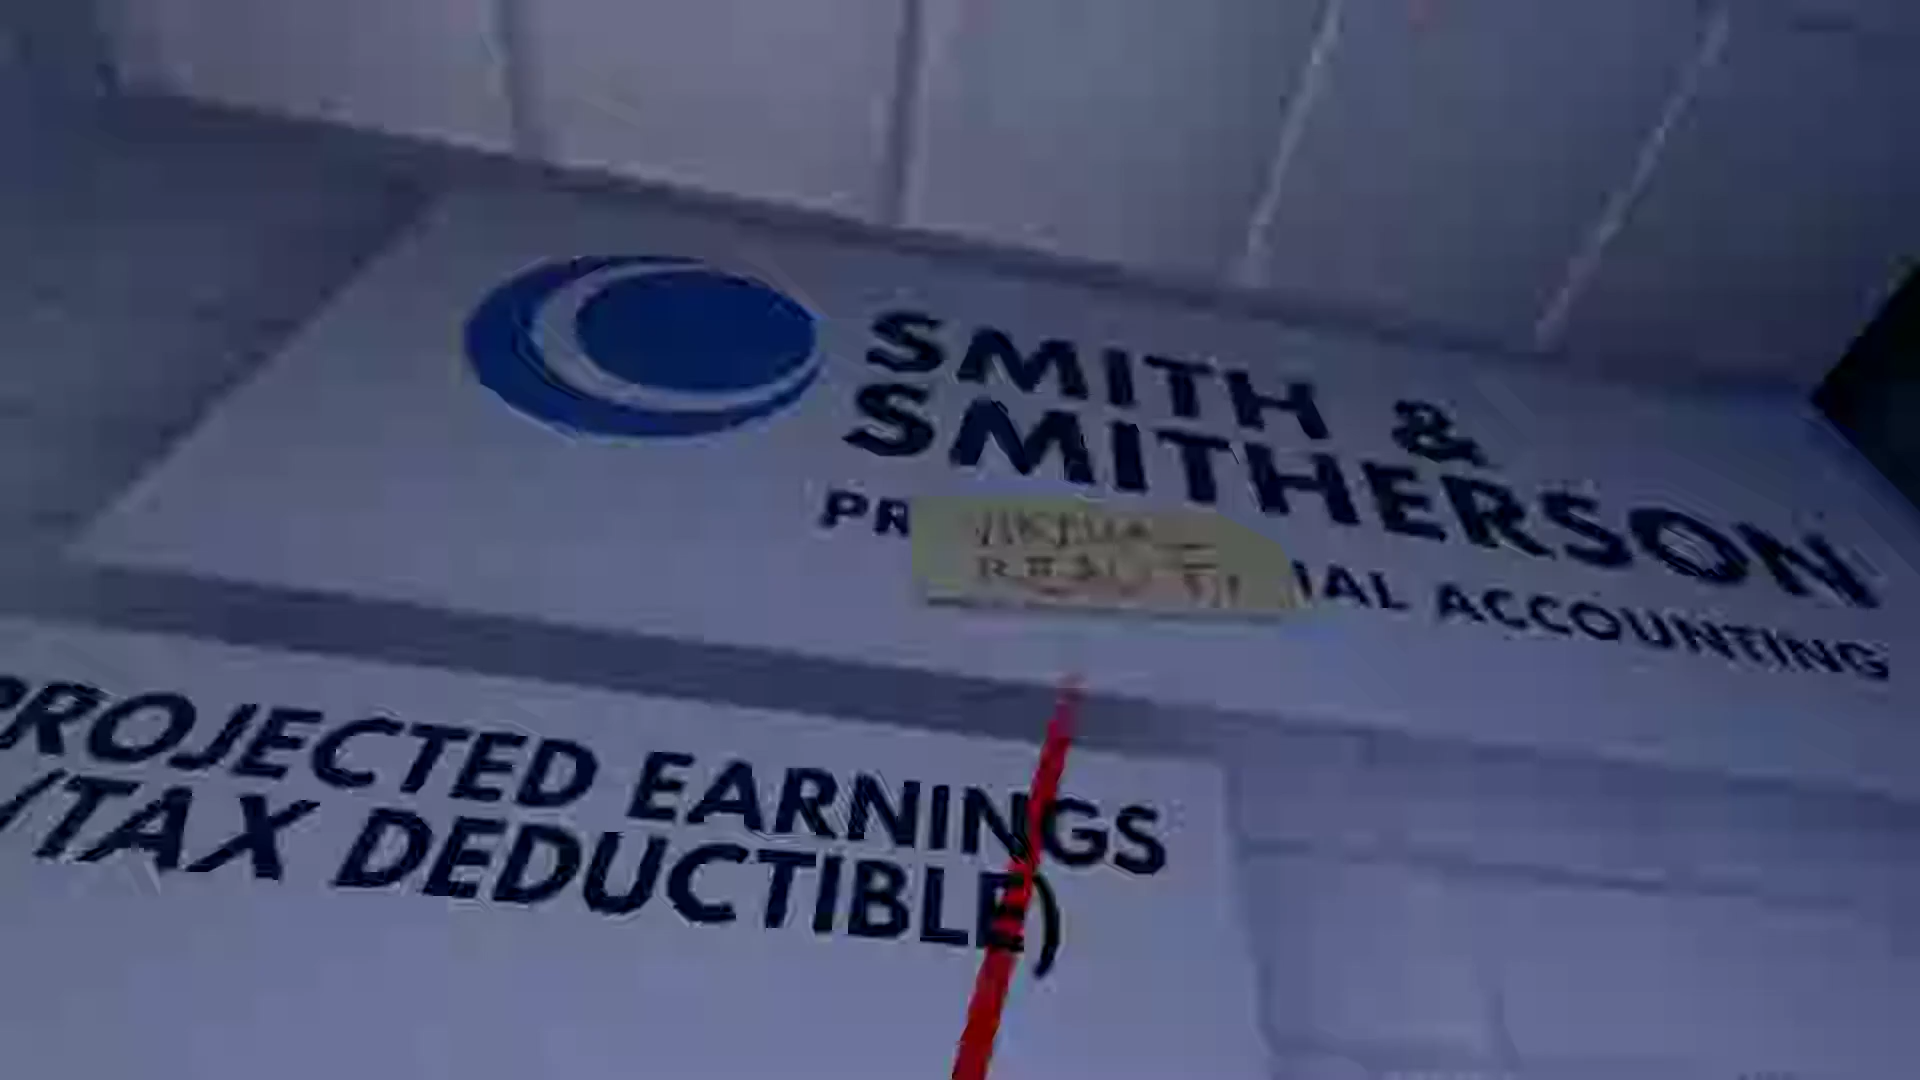 SMITH &
SMITHERSON
PR IAL ACCOUNTING
PROJECTED EARNINGS
(TAX DEDUCTIBLE)